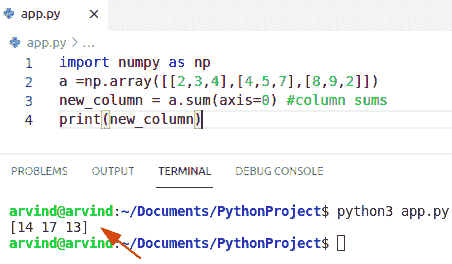 app.py
app.py > ...
1 import numpy as np
2 a =np.array([[2,3,4],[4,5,7],[8,9,2]])
3 new_column = a.sum(axis=0) #column sums
4 print(new_column)
PROBLEMS OUTPUT TERMINAL DEBUG CONSOLE
arvind@arvind:~/Documents/PythonProject$ python3 app.py
[14 17 13]
arvind@arvind:~/Documents/PythonProject$